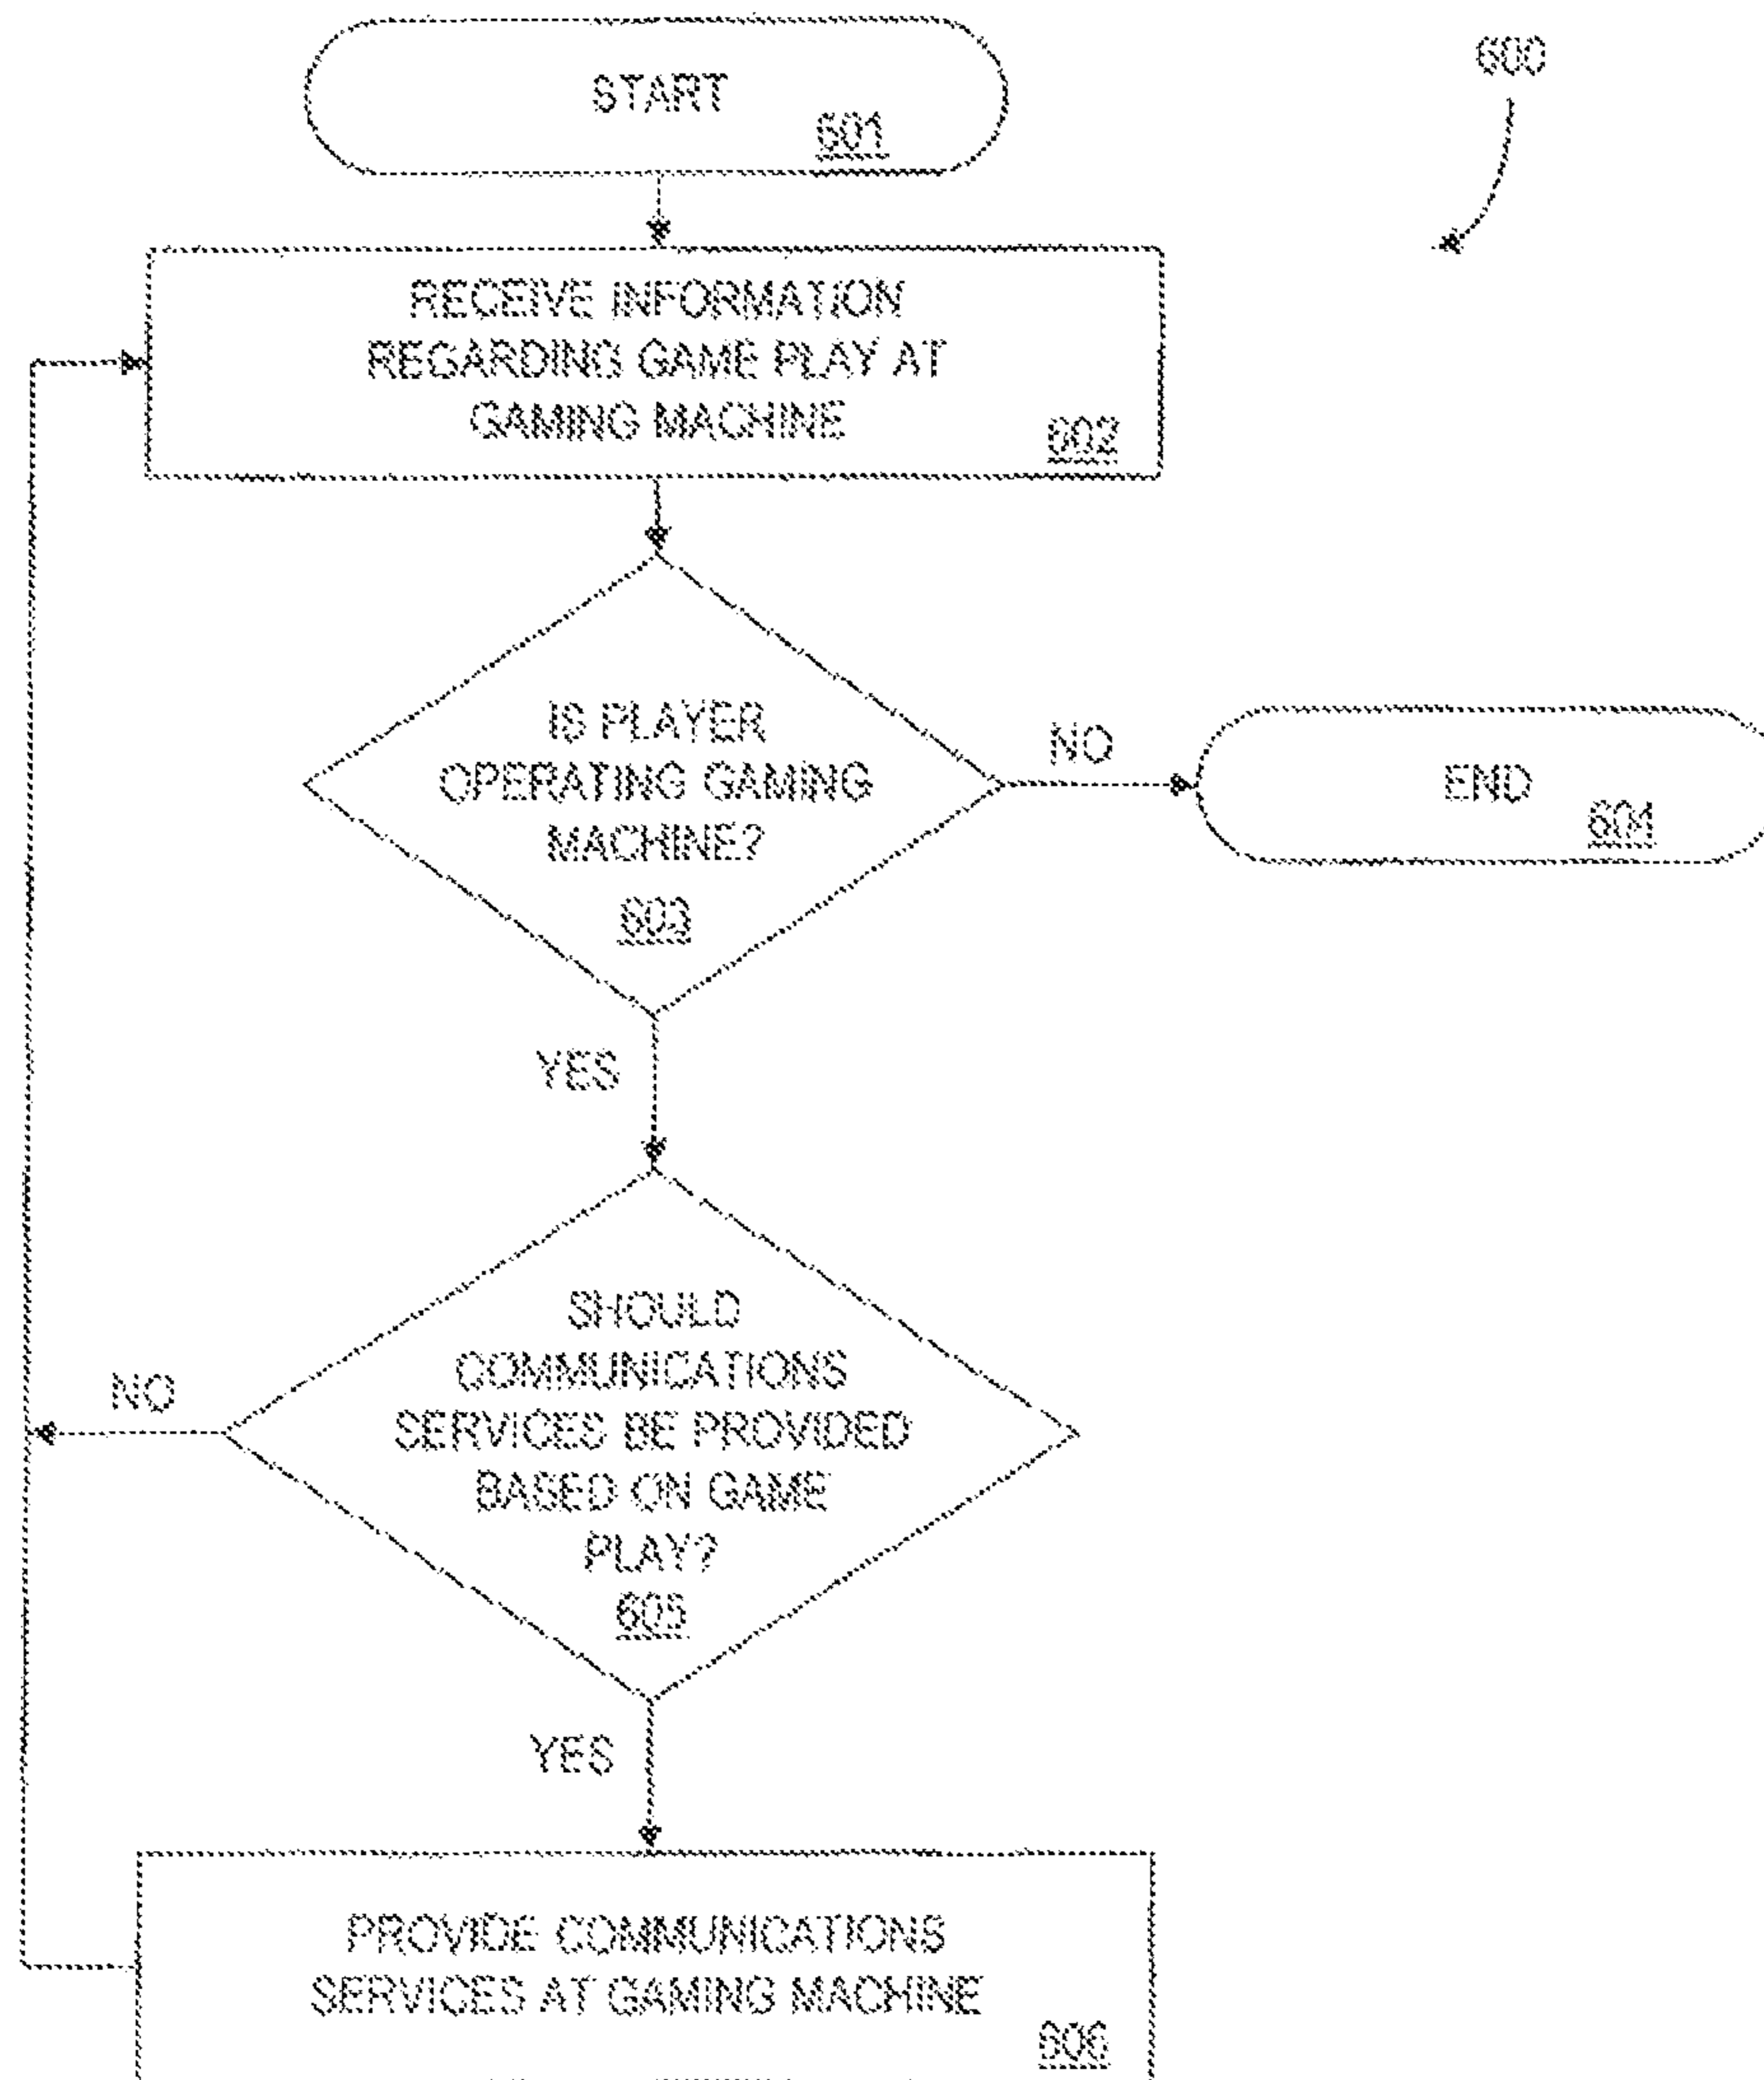 START
601
600
RECEIVE INFORMATION
REGARDING GAME PLAY AT
GAMING MACHINE
602
IS PLAYER
OPERATING GAMING
MACHINE?
603
NO
END
604
YES
SHOULD
COMMUNICATIONS
SERVICES BE PROVIDED
BASED ON GAME
PLAY?
605
NO
YES
PROVIDE COMMUNICATIONS
SERVICES AT GAMING MACHINE
606